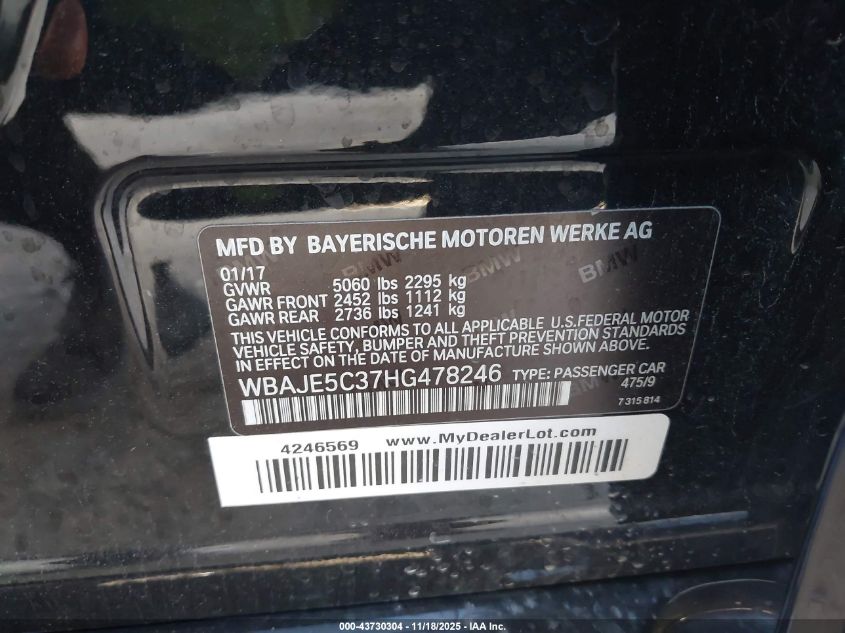 MFD BY BAYERISCHE MOTOREN WERKE AG
01/17
GVWR 5060 lbs 2295 kg
GAWR FRONT 2452 lbs 1112 kg
GAWR REAR 2736 lbs 1241 kg
THIS VEHICLE CONFORMS TO ALL APPLICABLE U.S.FEDERAL MOTOR
VEHICLE SAFETY, BUMPER AND THEFT PREVENTION STANDARDS
IN EFFECT ON THE DATE OF MANUFACTURE SHOWN ABOVE.
WBAJE5C37HG478246 TYPE: PASSENGER CAR
475/9
7 315 814
BMW BMW BMW
4246569 www.MyDealerLot.com
000-43730304 - 11/18/2025 - IAA Inc.